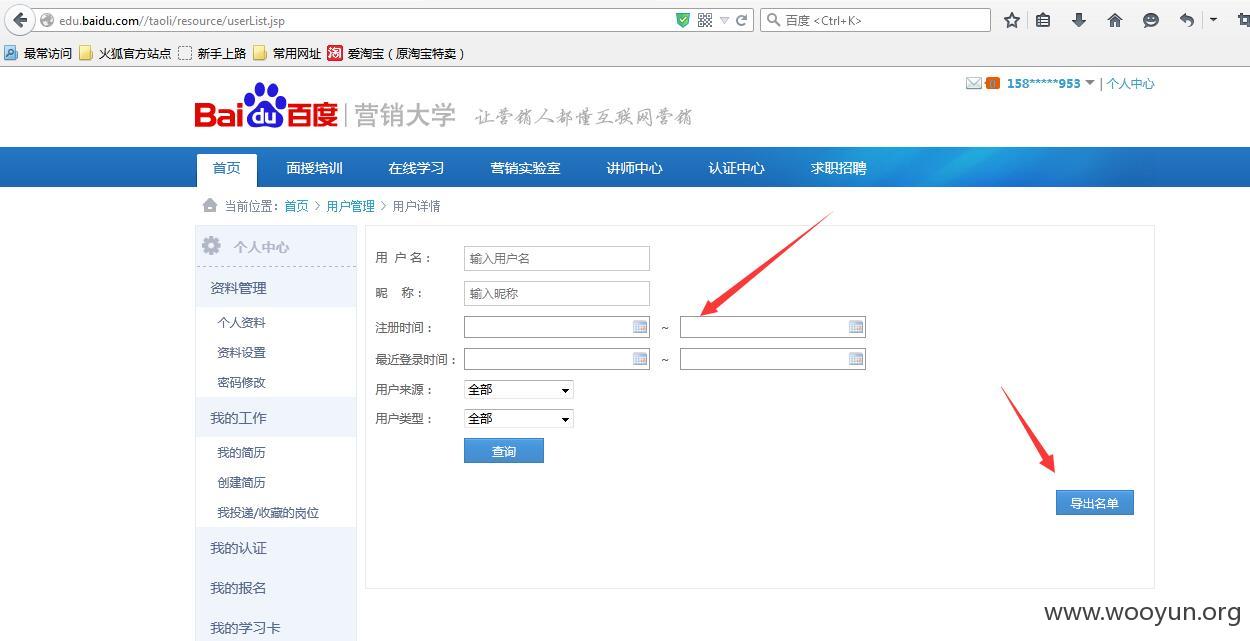 edu.baidu.com//taoli/resource/userList.jsp
百度 <Ctrl+K>
最常访问 火狐官方站点 新手上路 常用网址 淘 爱淘宝（原淘宝特卖）
158*****953 | 个人中心
Bai du 百度 | 营销大学 让营销人都懂互联网营销
首页 面授培训 在线学习 营销实验室 讲师中心 认证中心 求职招聘
当前位置： 首页 > 用户管理 > 用户详情
个人中心
资料管理
个人资料
资料设置
密码修改
我的工作
我的简历
创建简历
我投递/收藏的岗位
我的认证
我的报名
我的学习卡
用 户 名： 输入用户名
昵 称： 输入昵称
注册时间： ~
最近登录时间： ~
用户来源： 全部
用户类型： 全部
查询
导出名单
www.wooyun.org